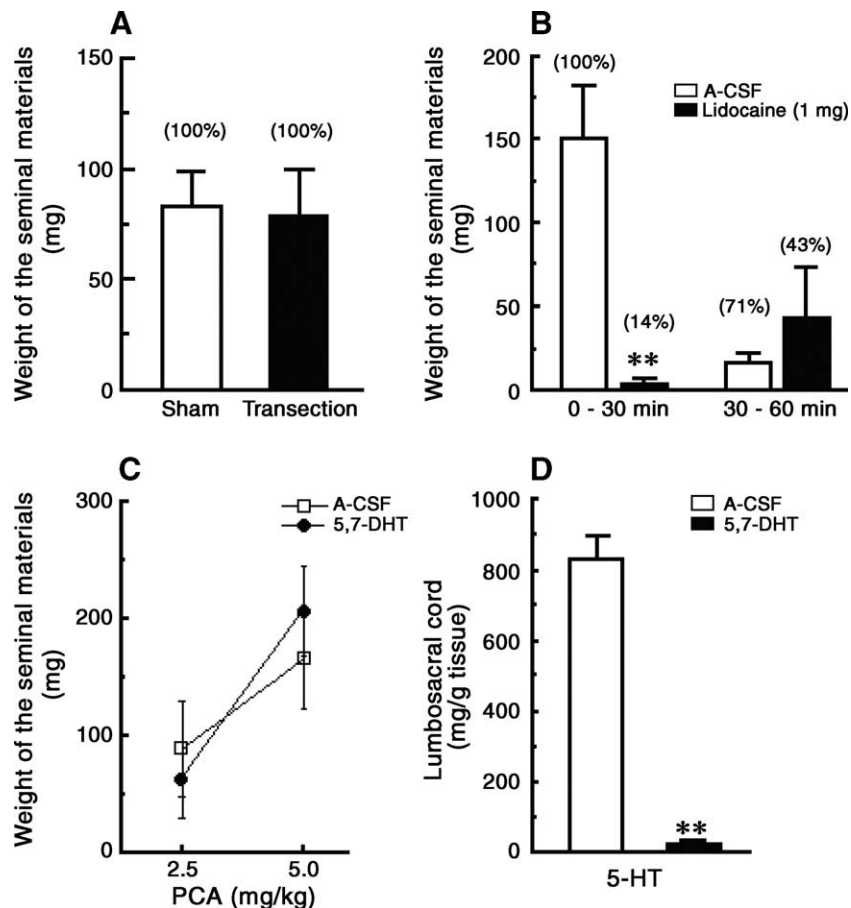 A
Weight of the seminal materials
(mg)
150
100
50
0
(100%)
(100%)
Sham
Transection
B
Weight of the seminal materials
(mg)
200
150
100
50
0
(100%)
A-CSF
Lidocaine (1 mg)
(14%)
**
(71%)
(43%)
0 - 30 min
30 - 60 min
C
Weight of the seminal materials
(mg)
300
200
100
0
A-CSF
5,7-DHT
2.5
5.0
PCA (mg/kg)
D
Lumbosacral cord
(mg/g tissue)
1000
800
600
400
200
0
A-CSF
5,7-DHT
**
5-HT